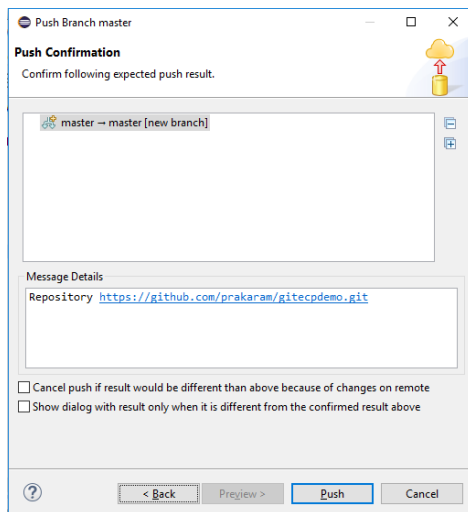 Push Branch master
Push Confirmation
Confirm following expected push result.
master → master [new branch]
Message Details
Repository https://github.com/prakaram/gitecpdemo.git
Cancel push if result would be different than above because of changes on remote
Show dialog with result only when it is different from the confirmed result above
? < Back Preview > Push Cancel